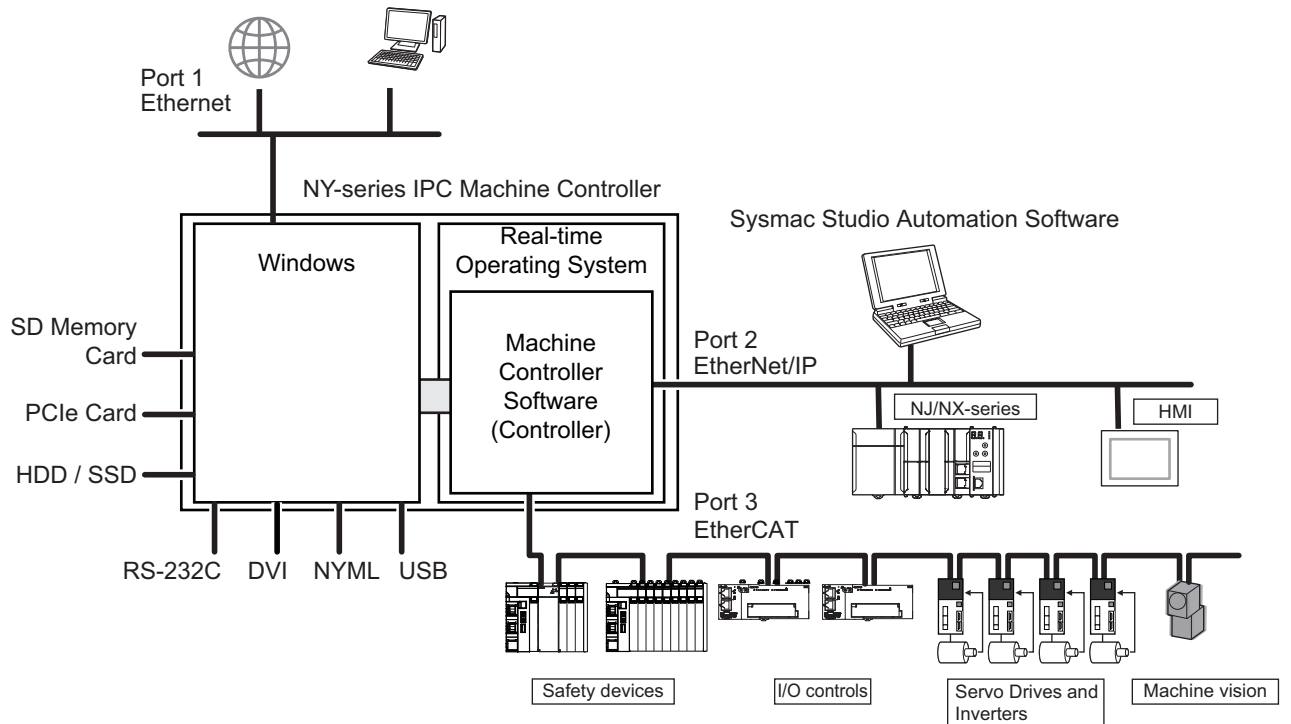 Port 1
Ethernet
NY-series IPC Machine Controller
Sysmac Studio Automation Software
Windows
Real-time
Operating System
SD Memory
Card
PCIe Card
HDD / SSD
Machine
Controller
Software
(Controller)
Port 2
EtherNet/IP
NJ/NX-series
HMI
Port 3
EtherCAT
RS-232C
DVI
NYML
USB
Safety devices
I/O controls
Servo Drives and
Inverters
Machine vision